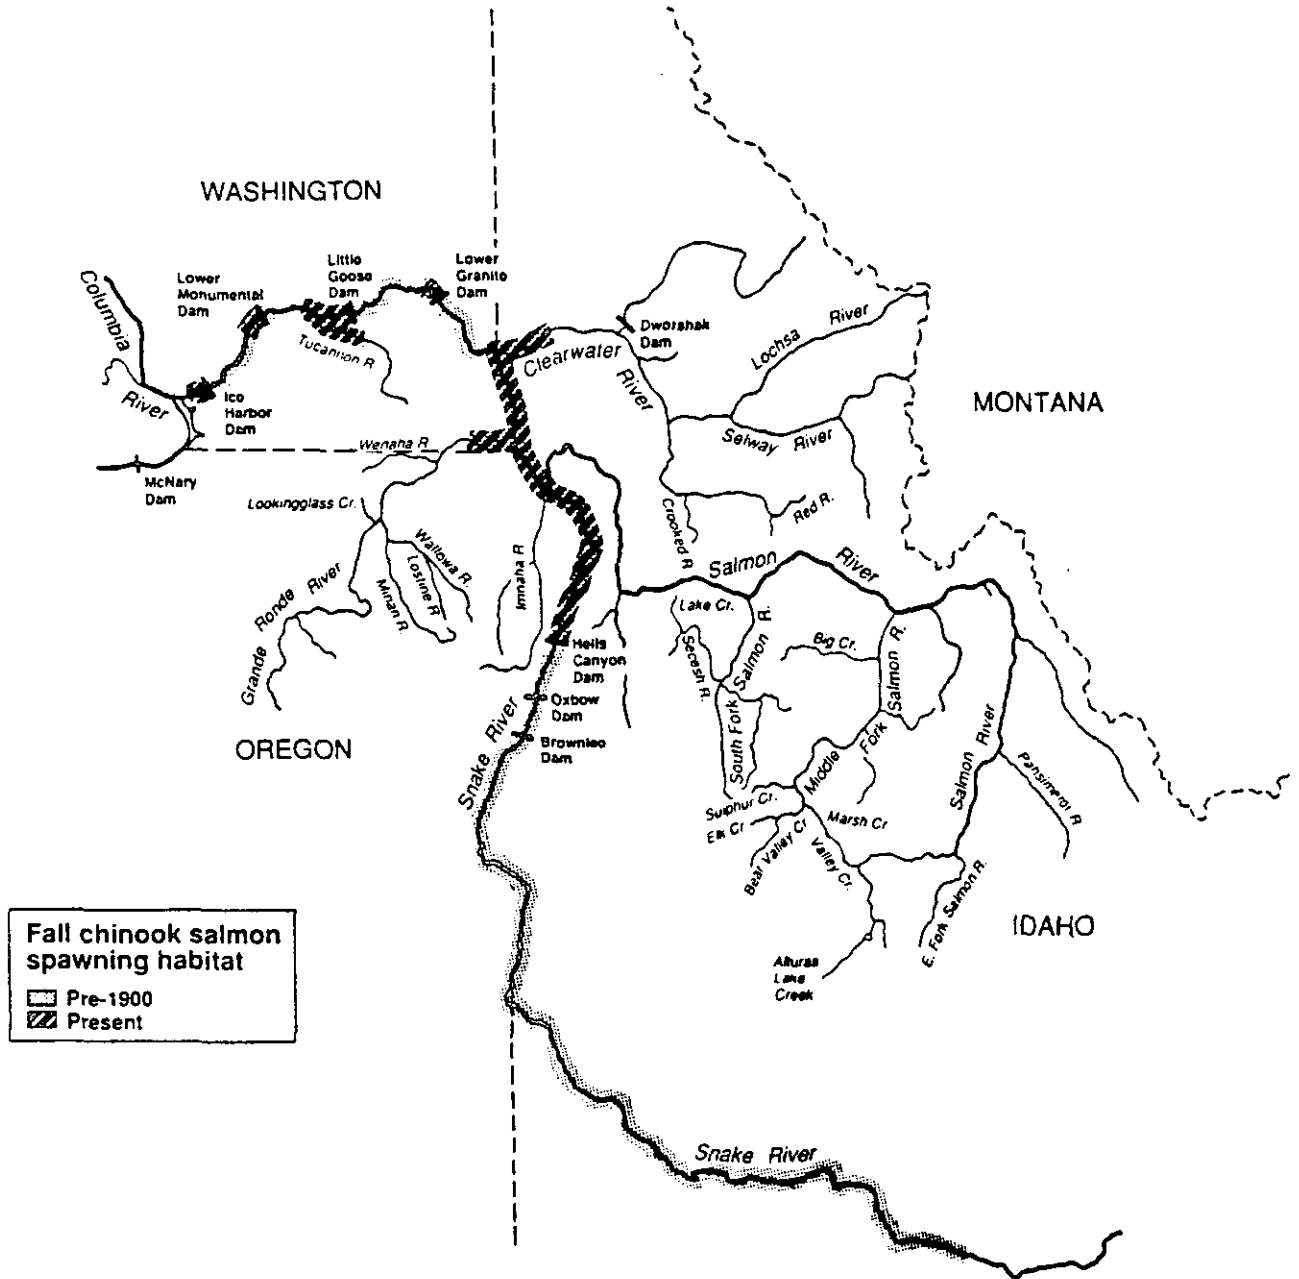 WASHINGTON
Columbia
River
Lower
Monumental
Dam
Little
Goose
Dam
Lower
Granite
Dam
Tucannon R
Ice
Harbor
Dam
McNary
Dam
Clearwater
River
Dworshak
Dam
Lochsa River
Selway River
MONTANA
Wenaha R
Lookingglass Cr.
Grande Ronde River
Wallowa R.
Lostine R
Minan R.
Imnaha R
Crooked R
Red R.
Salmon River
Lake Cr.
Secesh R.
South Fork Salmon R.
Big Cr.
Middle Fork Salmon R.
Salmon River
Pahsimeroi R
Hells
Canyon
Dam
Oxbow
Dam
Brownlee
Dam
OREGON
Snake River
Sulphur Cr.
Elk Cr
Bear Valley Cr
Marsh Cr
Valley Cr.
E. Fork Salmon R.
IDAHO
Alturas
Lake
Creek
Fall chinook salmon
spawning habitat
Pre-1900
Present
Snake River